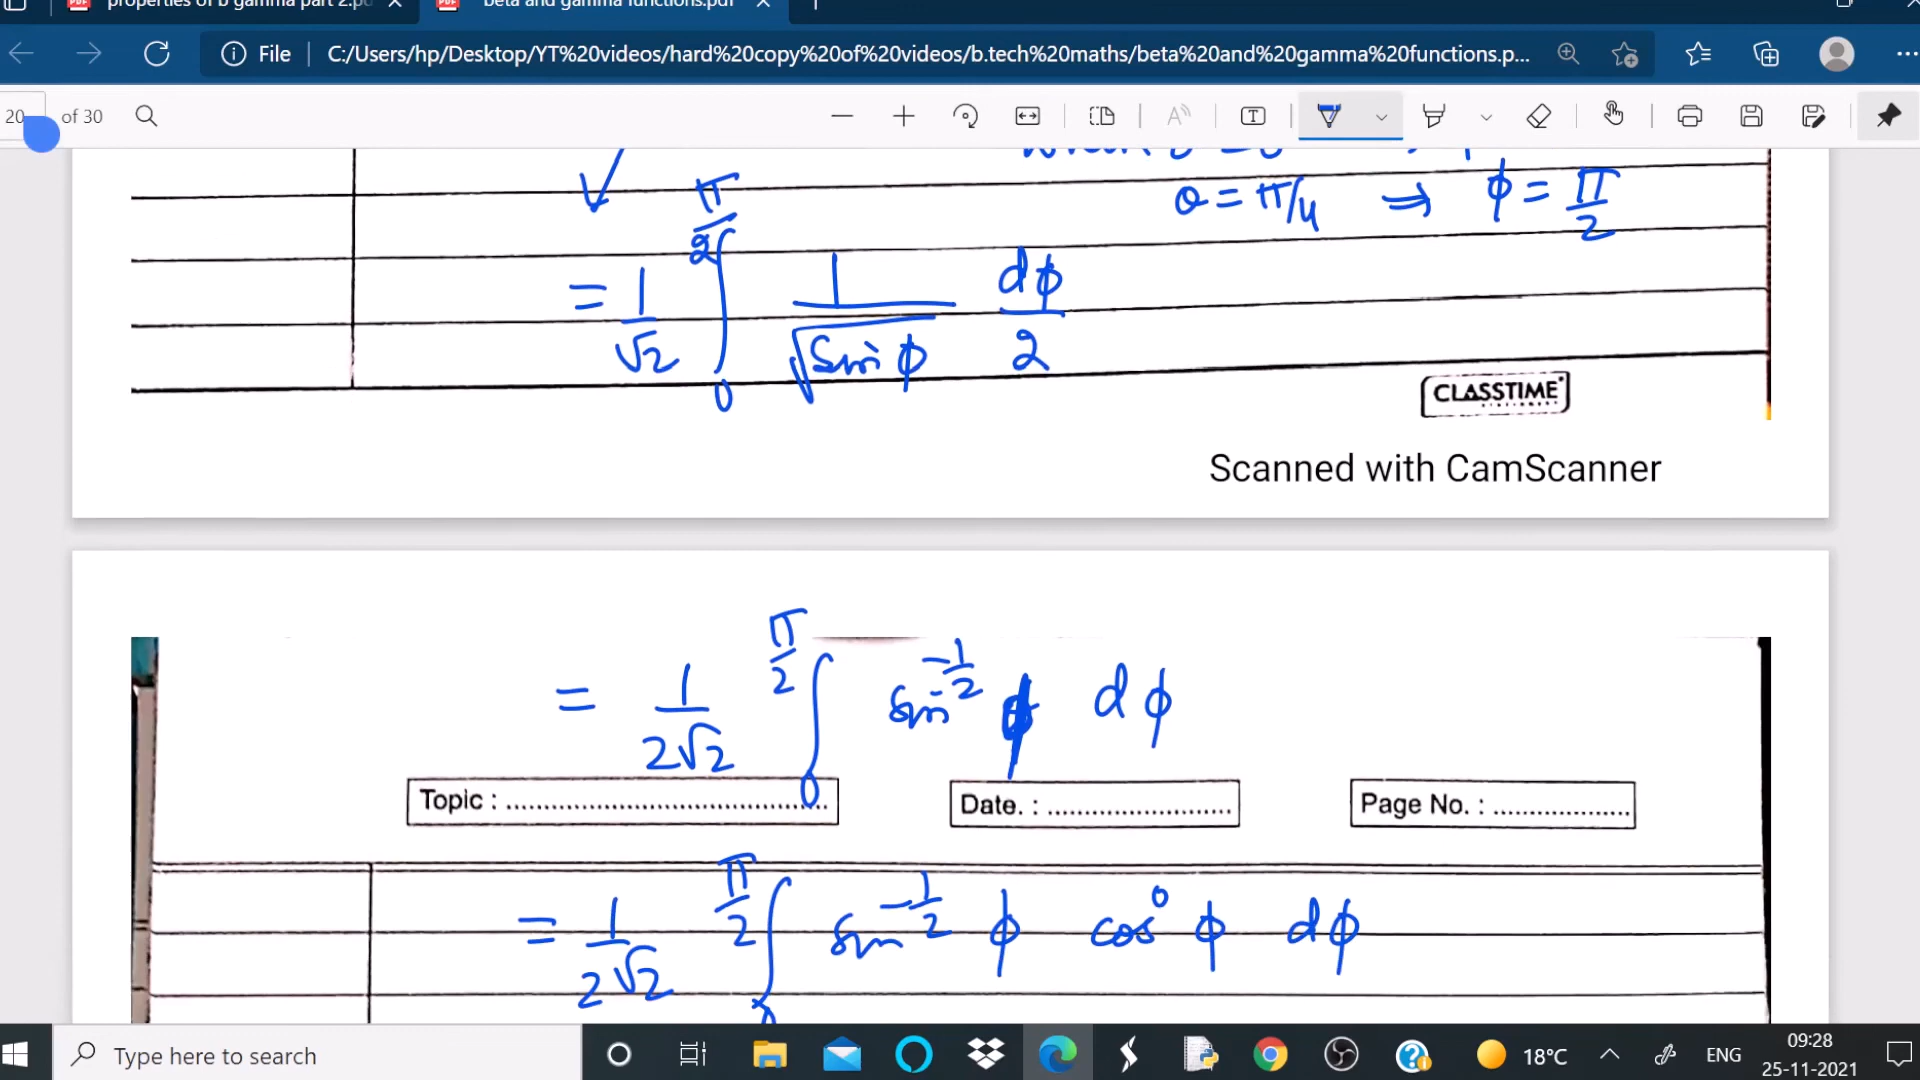 properties of b gamma part 2.pd
beta and gamma functions.pdf
File
C:/Users/hp/Desktop/YT%20videos/hard%20copy%20of%20videos/b.tech%20maths/beta%20and%20gamma%20functions.p...
20 of 30
θ = π/4 ⇒ φ = π/2
= 1/√2 ∫₀^{π/2} 1/√(sin φ) dφ/2
CLASSTIME
Scanned with CamScanner
= 1/(2√2) ∫₀^{π/2} sin^{-1/2} φ dφ
Topic : ........................................
Date. : ........................
Page No. : ..................
= 1/(2√2) ∫₀^{π/2} sin^{-1/2} φ cos⁰ φ dφ
Type here to search
18°C
ENG
09:28
25-11-2021